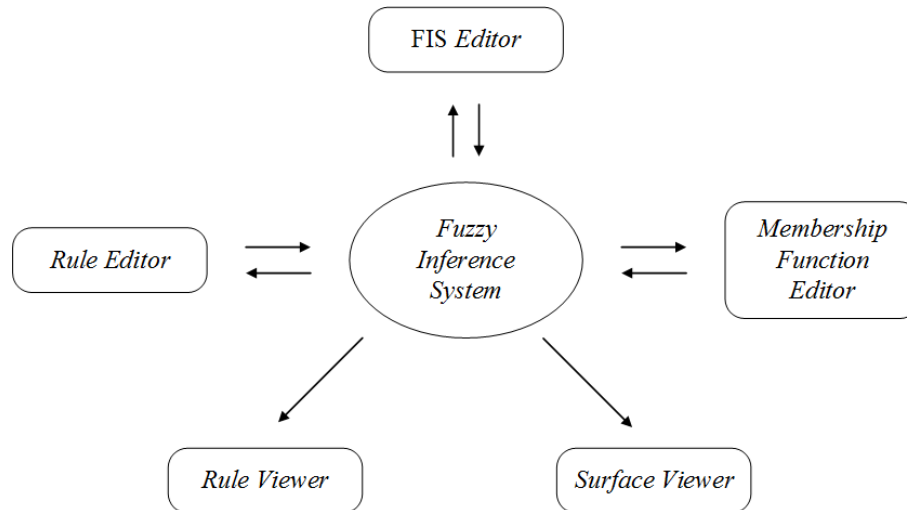 FIS Editor
Fuzzy
Inference
System
Rule Editor
Membership
Function
Editor
Rule Viewer
Surface Viewer